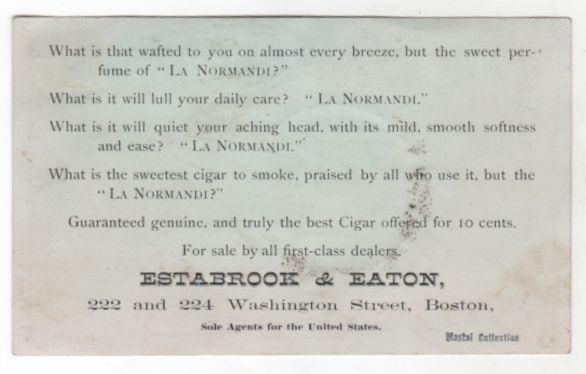 What is that wafted to you on almost every breeze, but the sweet per-
fume of "LA NORMANDI?"
What is it will lull your daily care? "LA NORMANDI."
What is it will quiet your aching head, with its mild, smooth softness
and ease? "LA NORMANDI."
What is the sweetest cigar to smoke, praised by all who use it, but the
"LA NORMANDI?"
Guaranteed genuine, and truly the best Cigar offered for 10 cents.
For sale by all first-class dealers.
ESTABROOK & EATON,
222 and 224 Washington Street, Boston,
Sole Agents for the United States.
Mastai Collection